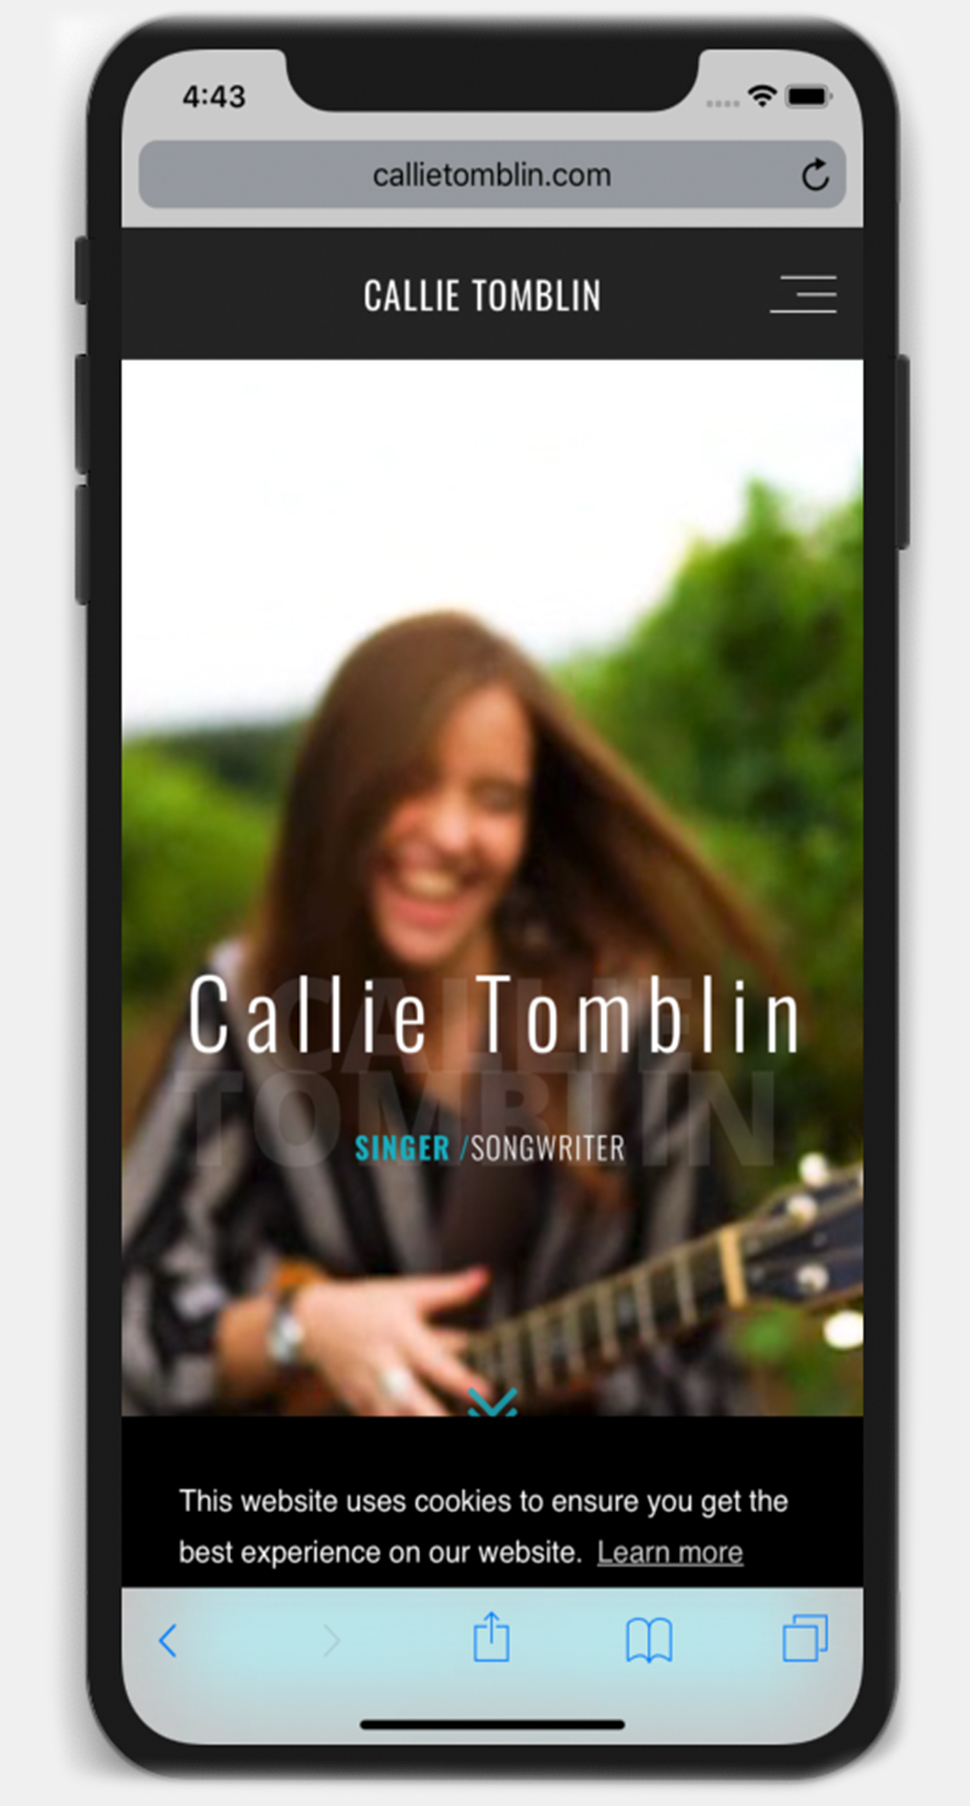 4:43
callietomblin.com
CALLIE TOMBLIN
Callie Tomblin
CALLIE
TOMBLIN
SINGER /SONGWRITER
This website uses cookies to ensure you get the
best experience on our website. Learn more